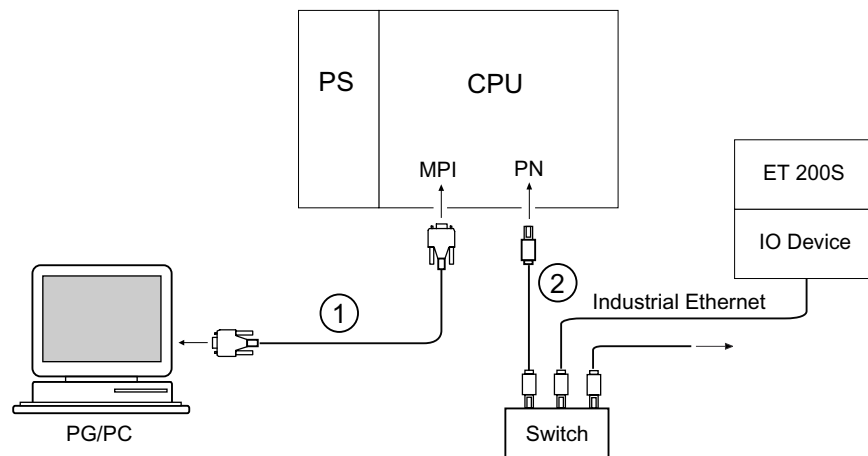 PS
CPU
MPI
PN
ET 200S
IO Device
1
2
Industrial Ethernet
PG/PC
Switch